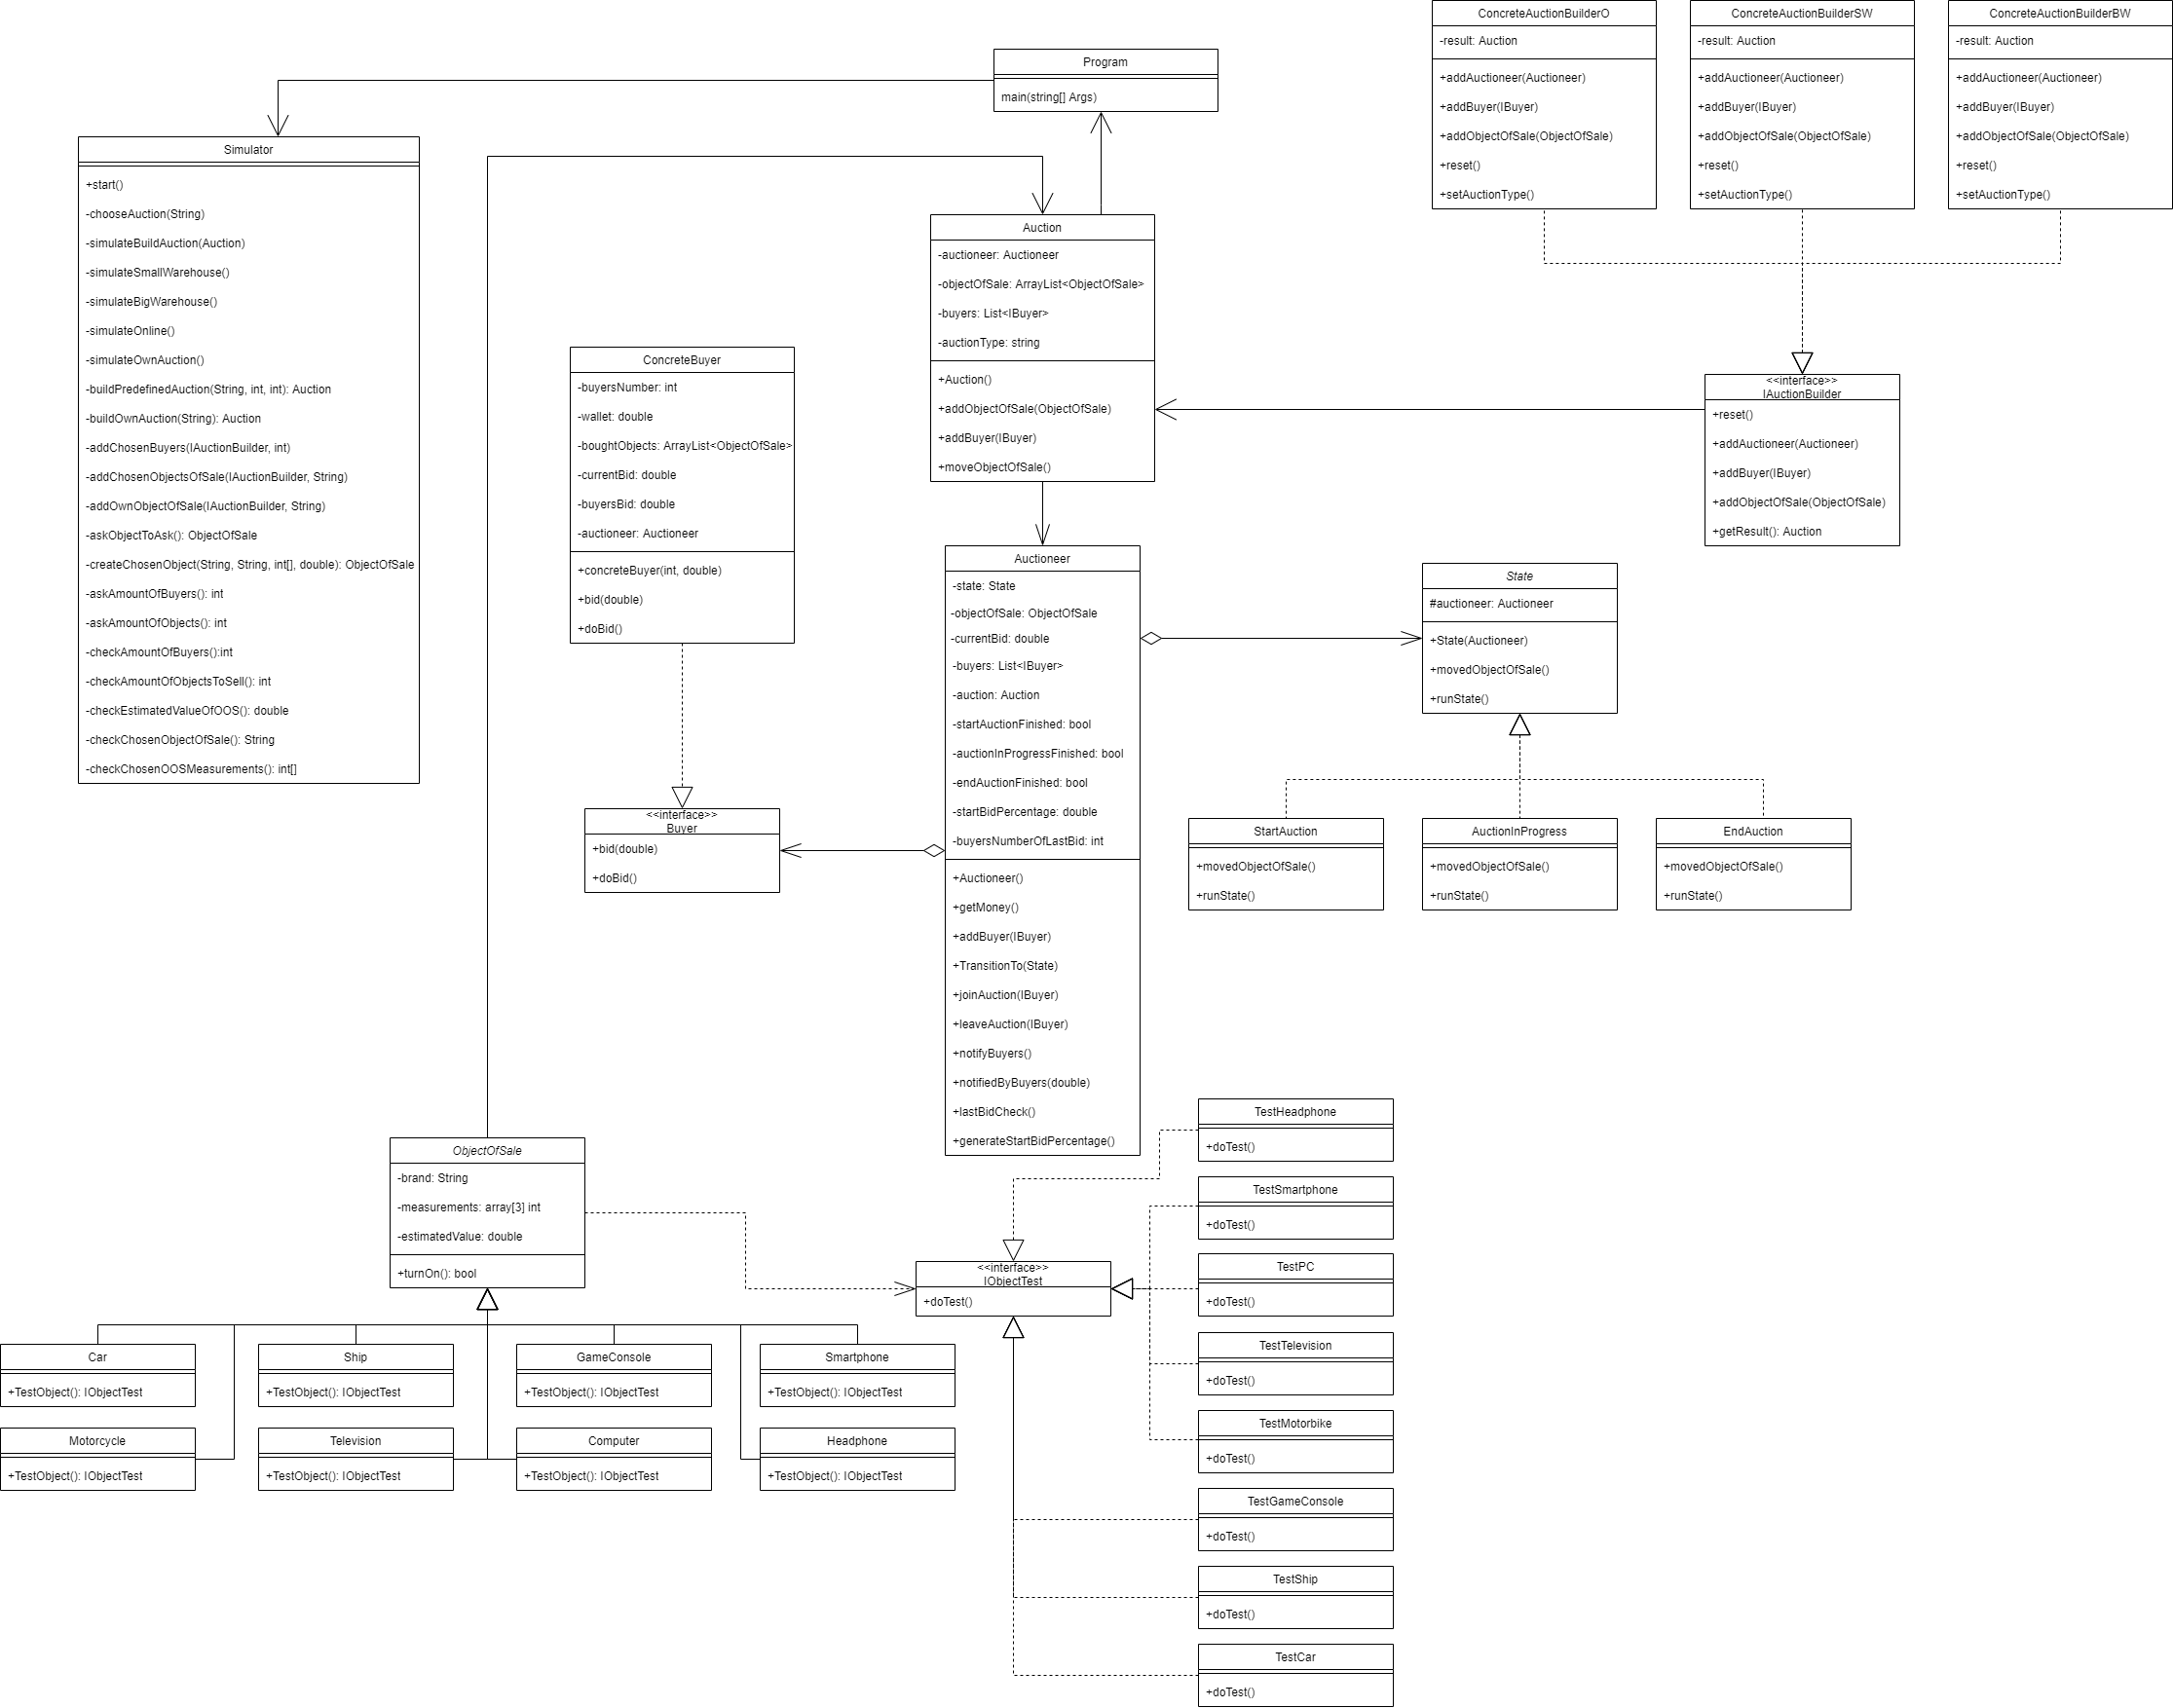 ConcreteAuctionBuilderO
-result: Auction
+addAuctioneer(Auctioneer)
+addBuyer(IBuyer)
+addObjectOfSale(ObjectOfSale)
+reset()
+setAuctionType()
ConcreteAuctionBuilderSW
-result: Auction
+addAuctioneer(Auctioneer)
+addBuyer(IBuyer)
+addObjectOfSale(ObjectOfSale)
+reset()
+setAuctionType()
ConcreteAuctionBuilderBW
-result: Auction
+addAuctioneer(Auctioneer)
+addBuyer(IBuyer)
+addObjectOfSale(ObjectOfSale)
+reset()
+setAuctionType()
Program
main(string[] Args)
Simulator
+start()
-chooseAuction(String)
-simulateBuildAuction(Auction)
-simulateSmallWarehouse()
-simulateBigWarehouse()
-simulateOnline()
-simulateOwnAuction()
-buildPredefinedAuction(String, int, int): Auction
-buildOwnAuction(String): Auction
-addChosenBuyers(IAuctionBuilder, int)
-addChosenObjectsOfSale(IAuctionBuilder, String)
-addOwnObjectOfSale(IAuctionBuilder, String)
-askObjectToAsk(): ObjectOfSale
-createChosenObject(String, String, int[], double): ObjectOfSale
-askAmountOfBuyers(): int
-askAmountOfObjects(): int
-checkAmountOfBuyers():int
-checkAmountOfObjectsToSell(): int
-checkEstimatedValueOfOOS(): double
-checkChosenObjectOfSale(): String
-checkChosenOOSMeasurements(): int[]
Auction
-auctioneer: Auctioneer
-objectOfSale: ArrayList<ObjectOfSale>
-buyers: List<IBuyer>
-auctionType: string
+Auction()
+addObjectOfSale(ObjectOfSale)
+addBuyer(IBuyer)
+moveObjectOfSale()
ConcreteBuyer
-buyersNumber: int
-wallet: double
-boughtObjects: ArrayList<ObjectOfSale>
-currentBid: double
-buyersBid: double
-auctioneer: Auctioneer
+concreteBuyer(int, double)
+bid(double)
+doBid()
<<interface>>
IAuctionBuilder
+reset()
+addAuctioneer(Auctioneer)
+addBuyer(IBuyer)
+addObjectOfSale(ObjectOfSale)
+getResult(): Auction
Auctioneer
-state: State
-objectOfSale: ObjectOfSale
-currentBid: double
-buyers: List<IBuyer>
-auction: Auction
-startAuctionFinished: bool
-auctionInProgressFinished: bool
-endAuctionFinished: bool
-startBidPercentage: double
-buyersNumberOfLastBid: int
+Auctioneer()
+getMoney()
+addBuyer(IBuyer)
+TransitionTo(State)
+joinAuction(IBuyer)
+leaveAuction(IBuyer)
+notifyBuyers()
+notifiedByBuyers(double)
+lastBidCheck()
+generateStartBidPercentage()
State
#auctioneer: Auctioneer
+State(Auctioneer)
+movedObjectOfSale()
+runState()
<<interface>>
Buyer
+bid(double)
+doBid()
StartAuction
+movedObjectOfSale()
+runState()
AuctionInProgress
+movedObjectOfSale()
+runState()
EndAuction
+movedObjectOfSale()
+runState()
ObjectOfSale
-brand: String
-measurements: array[3] int
-estimatedValue: double
+turnOn(): bool
<<interface>>
IObjectTest
+doTest()
TestHeadphone
+doTest()
TestSmartphone
+doTest()
TestPC
+doTest()
TestTelevision
+doTest()
TestMotorbike
+doTest()
TestGameConsole
+doTest()
TestShip
+doTest()
TestCar
+doTest()
Car
+TestObject(): IObjectTest
Ship
+TestObject(): IObjectTest
GameConsole
+TestObject(): IObjectTest
Smartphone
+TestObject(): IObjectTest
Motorcycle
+TestObject(): IObjectTest
Television
+TestObject(): IObjectTest
Computer
+TestObject(): IObjectTest
Headphone
+TestObject(): IObjectTest